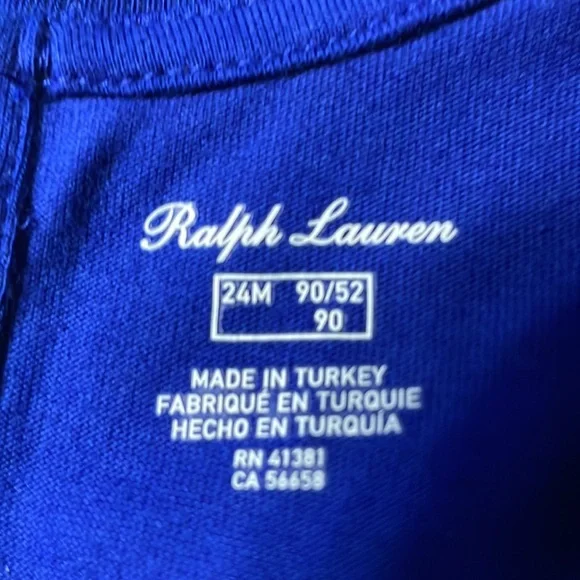 Ralph Lauren
24M 90/52
90
MADE IN TURKEY
FABRIQUÉ EN TURQUIE
HECHO EN TURQUÍA
RN 41381
CA 56658